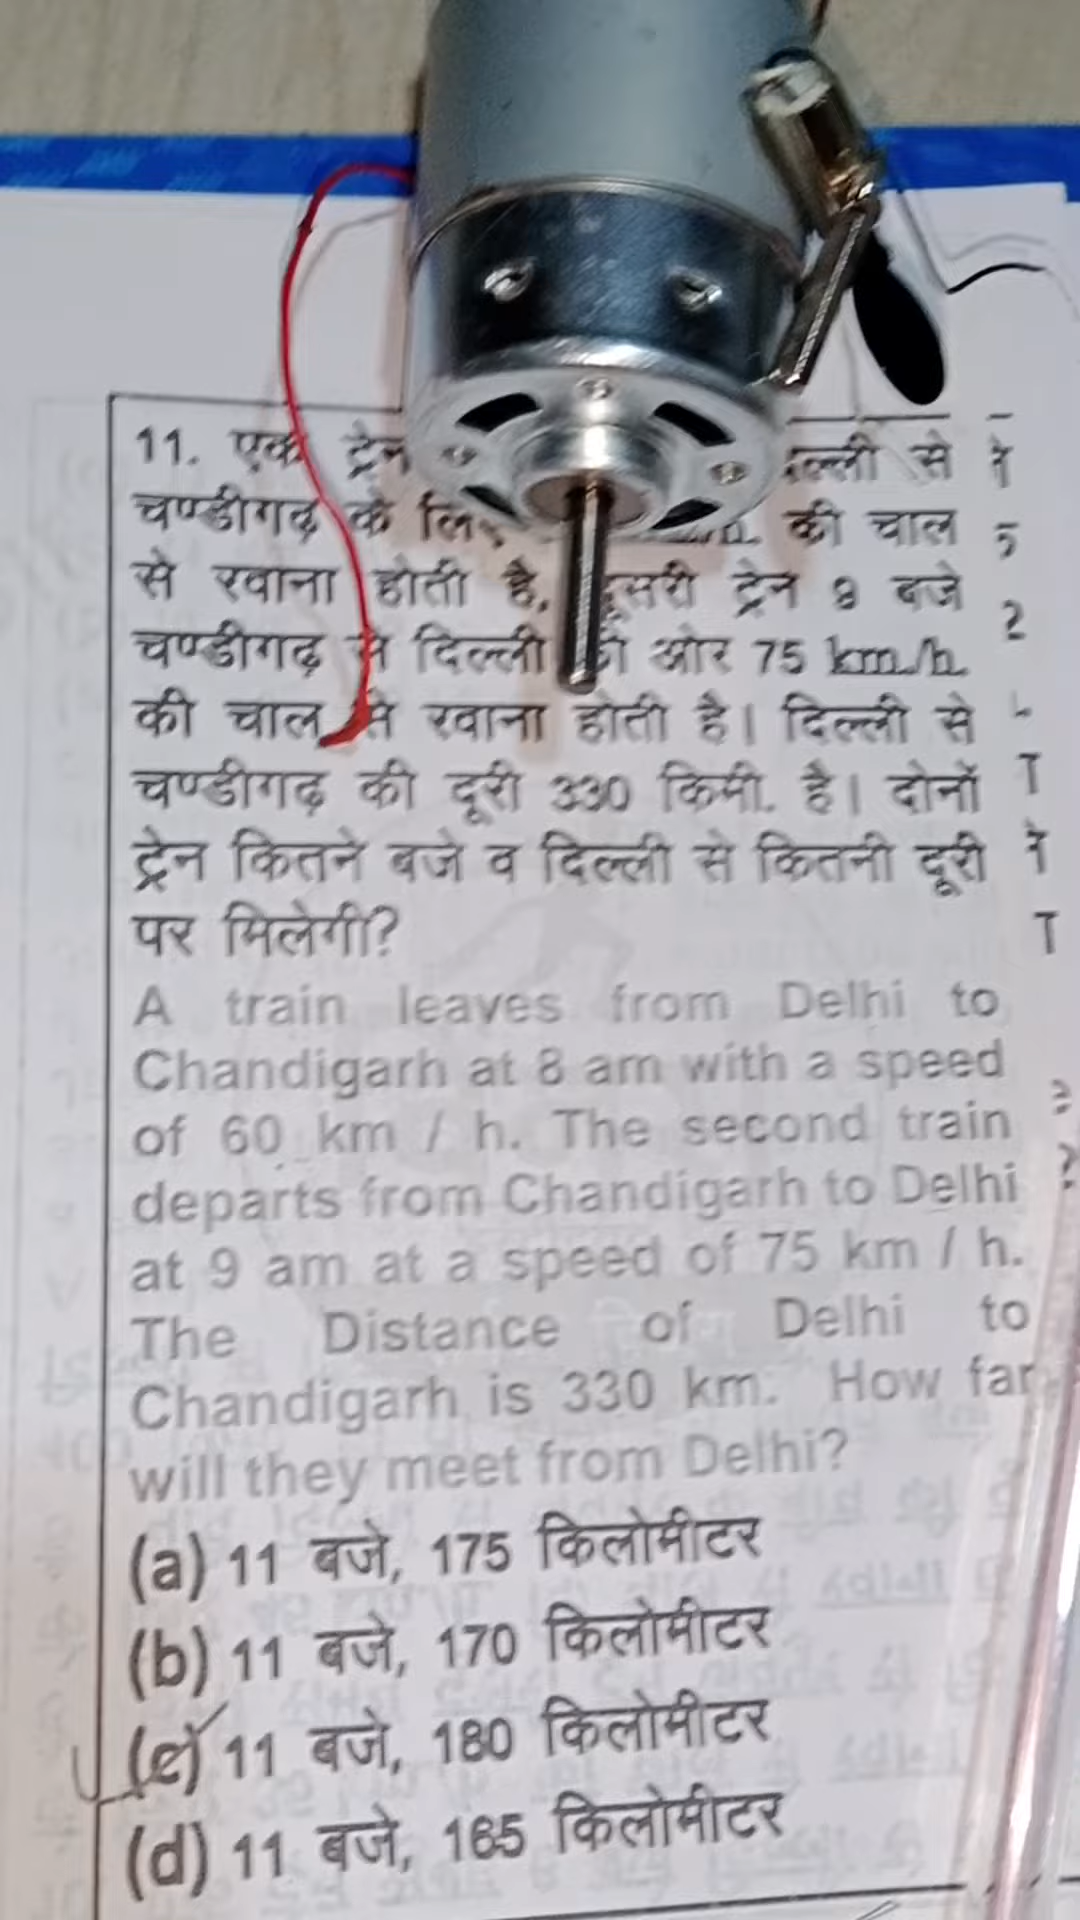 11. एक ट्रेन दिल्ली से
चण्डीगढ़ के लिए की चाल
से रवाना होती है, दूसरी ट्रेन 9 बजे
चण्डीगढ़ से दिल्ली की ओर 75 km/h
की चाल से रवाना होती है। दिल्ली से
चण्डीगढ़ की दूरी 330 किमी. है। दोनों
ट्रेन कितने बजे व दिल्ली से कितनी दूरी
पर मिलेगी?
A train leaves from Delhi to
Chandigarh at 8 am with a speed
of 60 km / h. The second train
departs from Chandigarh to Delhi
at 9 am at a speed of 75 km / h.
The Distance of Delhi to
Chandigarh is 330 km. How far
will they meet from Delhi?
(a) 11 बजे, 175 किलोमीटर
(b) 11 बजे, 170 किलोमीटर
(c) 11 बजे, 180 किलोमीटर
(d) 11 बजे, 165 किलोमीटर